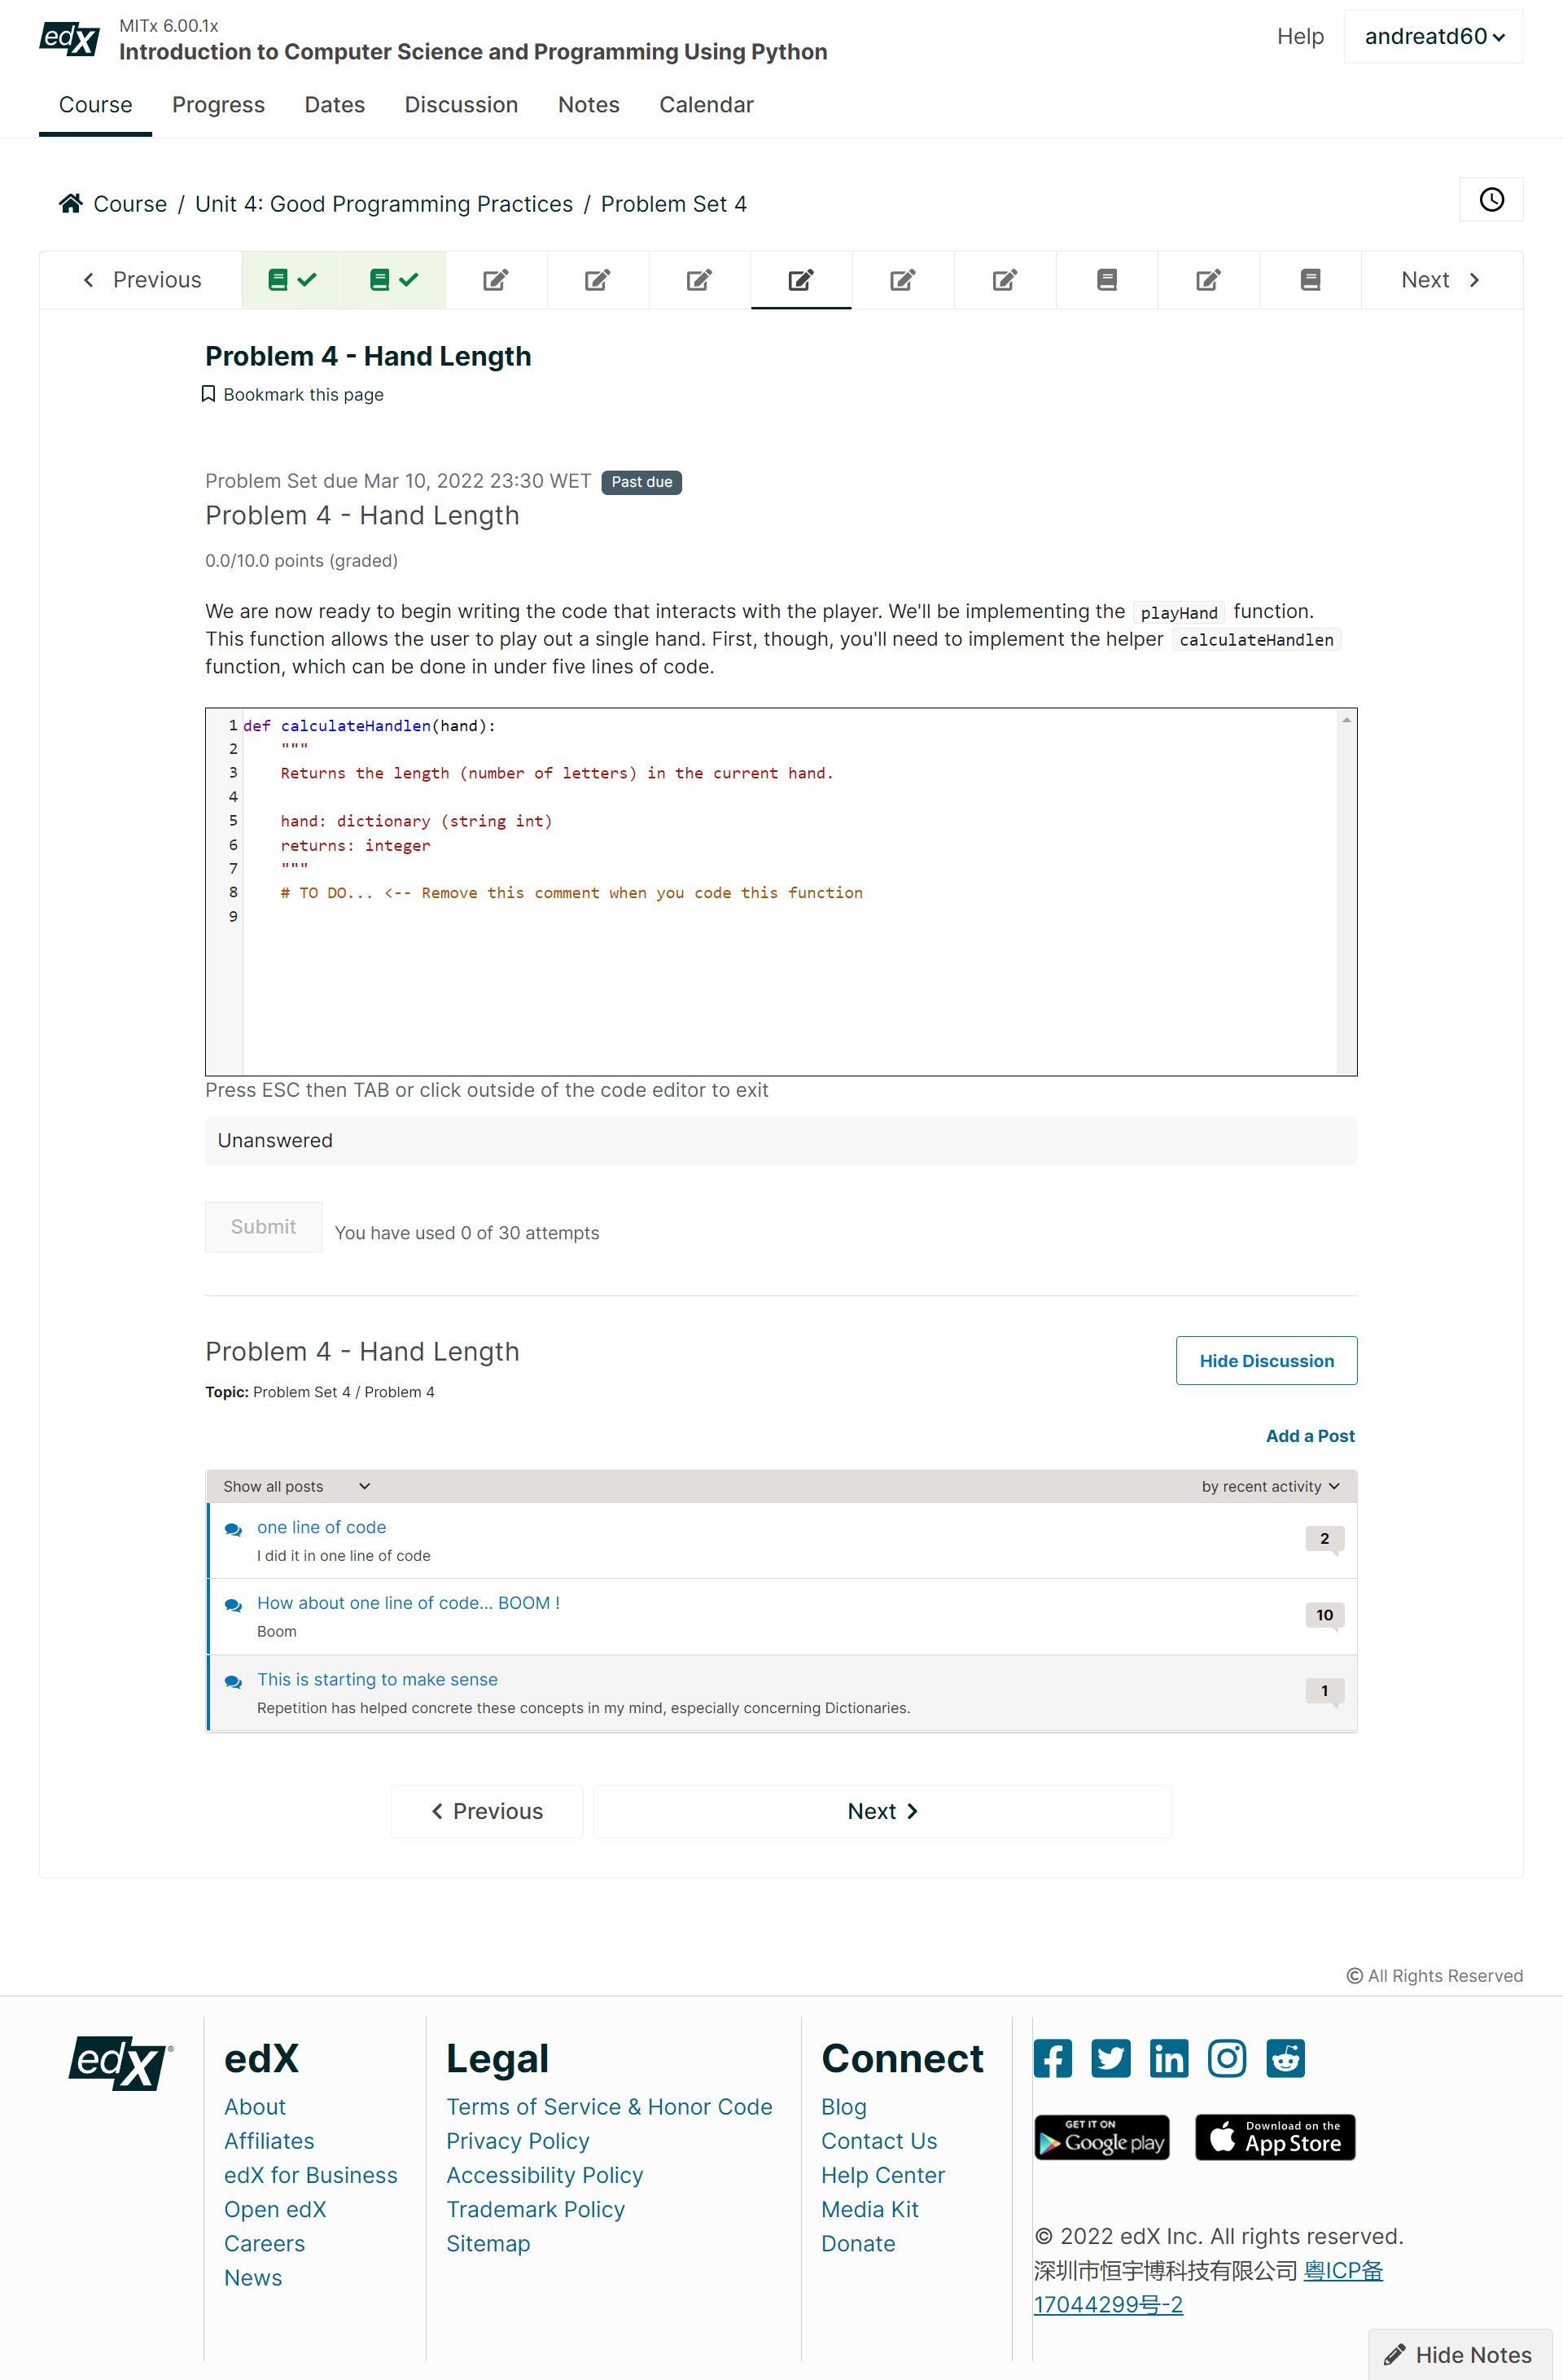 edX
MITx 6.00.1x
Introduction to Computer Science and Programming Using Python
Help
andreatd60
Course
Progress
Dates
Discussion
Notes
Calendar
Course / Unit 4: Good Programming Practices / Problem Set 4
Previous
Next
Problem 4 - Hand Length
Bookmark this page
Problem Set due Mar 10, 2022 23:30 WET Past due
Problem 4 - Hand Length
0.0/10.0 points (graded)
We are now ready to begin writing the code that interacts with the player. We'll be implementing the playHand function.
This function allows the user to play out a single hand. First, though, you'll need to implement the helper calculateHandlen
function, which can be done in under five lines of code.
1 def calculateHandlen(hand):
2     """
3     Returns the length (number of letters) in the current hand.
4
5     hand: dictionary (string int)
6     returns: integer
7     """
8     # TO DO... <-- Remove this comment when you code this function
9
Press ESC then TAB or click outside of the code editor to exit
Unanswered
Submit
You have used 0 of 30 attempts
Problem 4 - Hand Length
Hide Discussion
Topic: Problem Set 4 / Problem 4
Add a Post
Show all posts
by recent activity
one line of code
I did it in one line of code
2
How about one line of code... BOOM !
Boom
10
This is starting to make sense
Repetition has helped concrete these concepts in my mind, especially concerning Dictionaries.
1
Previous
Next
© All Rights Reserved
edX®
edX
About
Affiliates
edX for Business
Open edX
Careers
News
Legal
Terms of Service & Honor Code
Privacy Policy
Accessibility Policy
Trademark Policy
Sitemap
Connect
Blog
Contact Us
Help Center
Media Kit
Donate
GET IT ON
Google play
Download on the
App Store
© 2022 edX Inc. All rights reserved.
深圳市恒宇博科技有限公司 粤ICP备
17044299号-2
Hide Notes